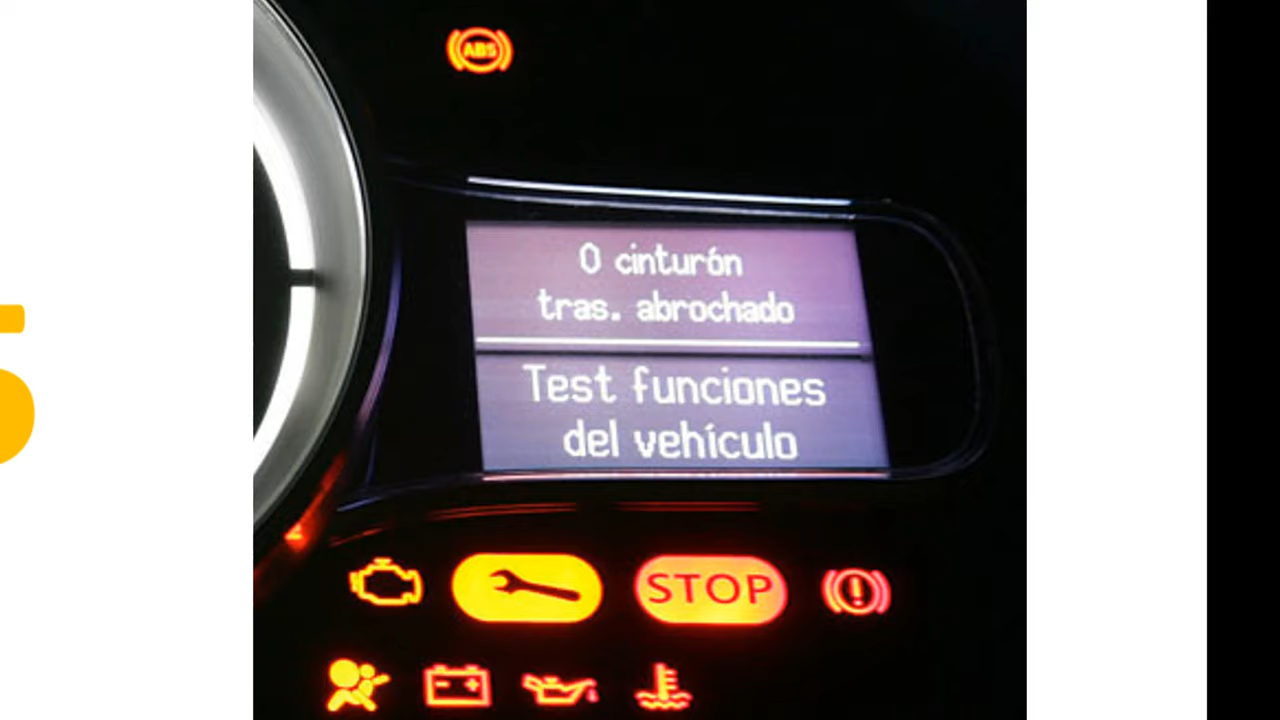 ABS
0 cinturón
tras. abrochado
Test funciones
del vehículo
STOP